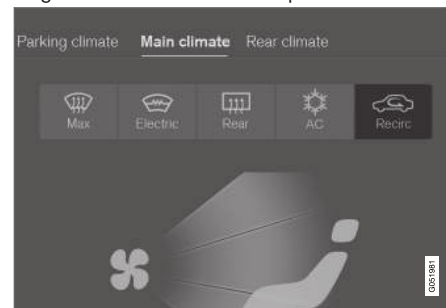 Parking climate Main climate Rear climate
Max Electric Rear AC Recirc
G051981